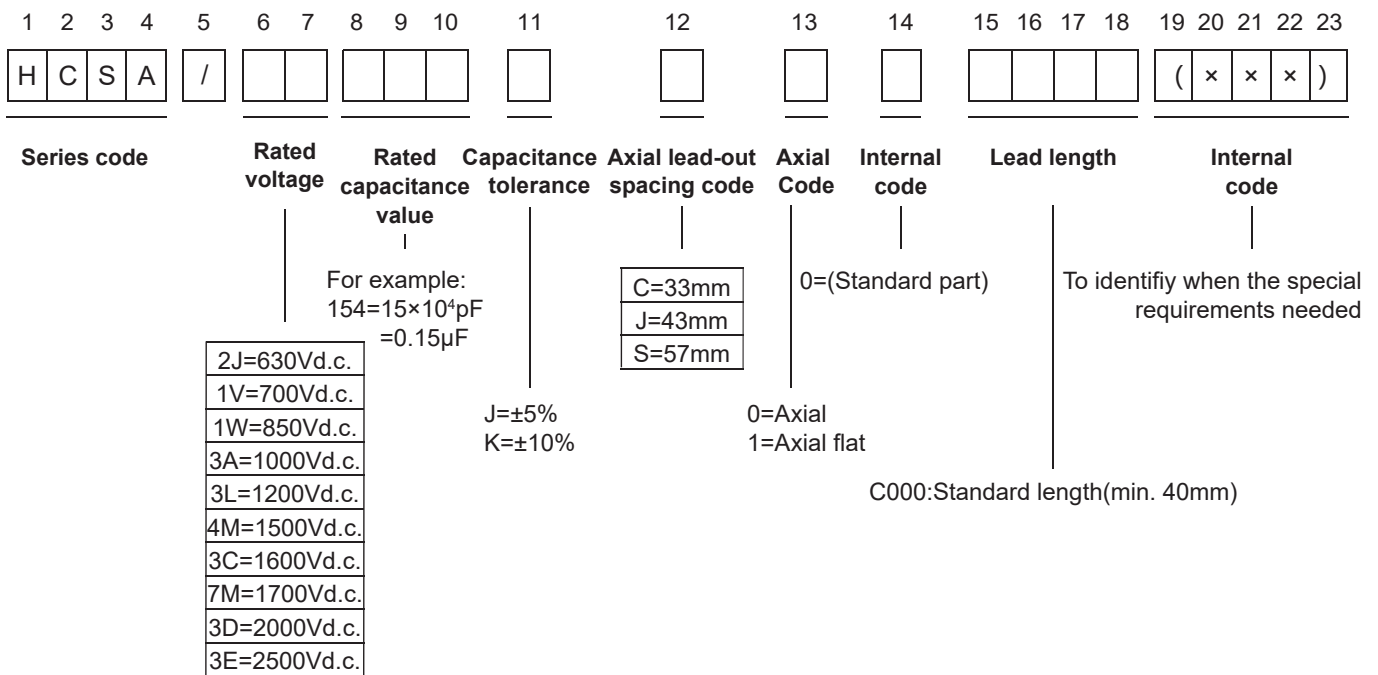 1 2 3 4 5 6 7 8 9 10 11 12 13 14 15 16 17 18 19 20 21 22 23
H C S A / ( × × × )
Series code
Rated
voltage
Rated
capacitance
value
Capacitance
tolerance
Axial lead-out
spacing code
Axial
Code
Internal
code
Lead length
Internal
code
For example:
154=15×10⁴pF
=0.15μF
2J=630Vd.c.
1V=700Vd.c.
1W=850Vd.c.
3A=1000Vd.c.
3L=1200Vd.c.
4M=1500Vd.c.
3C=1600Vd.c.
7M=1700Vd.c.
3D=2000Vd.c.
3E=2500Vd.c.
J=±5%
K=±10%
C=33mm
J=43mm
S=57mm
0=Axial
1=Axial flat
0=(Standard part)
C000:Standard length(min. 40mm)
To identifiy when the special
requirements needed